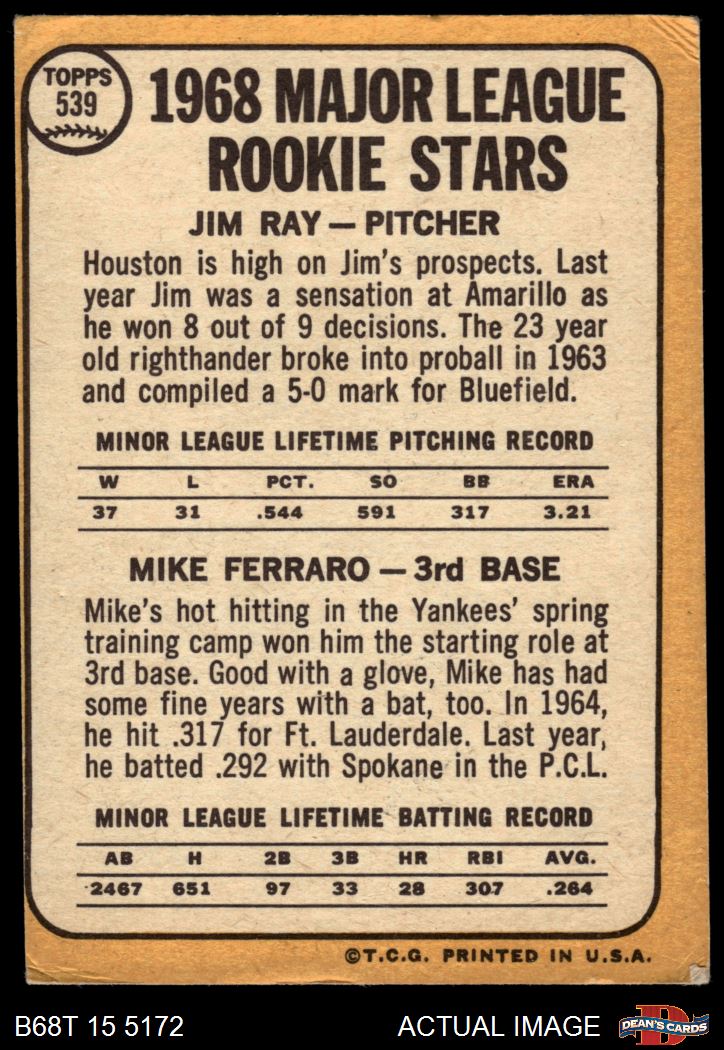 TOPPS
539
1968 MAJOR LEAGUE
ROOKIE STARS
JIM RAY — PITCHER
Houston is high on Jim's prospects. Last
year Jim was a sensation at Amarillo as
he won 8 out of 9 decisions. The 23 year
old righthander broke into proball in 1963
and compiled a 5-0 mark for Bluefield.
MINOR LEAGUE LIFETIME PITCHING RECORD
W L PCT. SO BB ERA
37 31 .544 591 317 3.21
MIKE FERRARO — 3rd BASE
Mike's hot hitting in the Yankees' spring
training camp won him the starting role at
3rd base. Good with a glove, Mike has had
some fine years with a bat, too. In 1964,
he hit .317 for Ft. Lauderdale. Last year,
he batted .292 with Spokane in the P.C.L.
MINOR LEAGUE LIFETIME BATTING RECORD
AB H 2B 3B HR RBI AVG.
2467 651 97 33 28 307 .264
©T.C.G. PRINTED IN U.S.A.
B68T 15 5172 ACTUAL IMAGE
D
DEAN'S CARDS